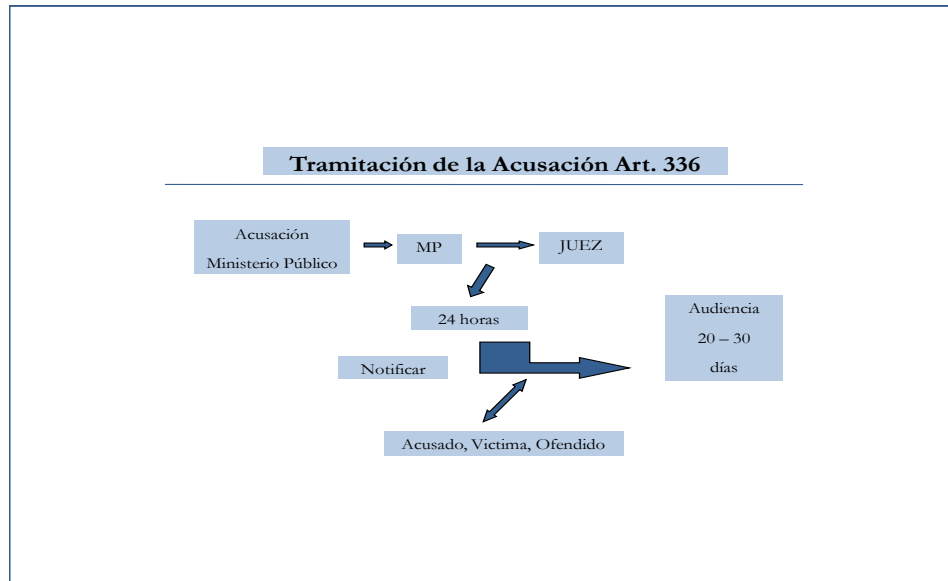 Tramitación de la Acusación Art. 336
Acusación
Ministerio Público
MP
JUEZ
24 horas
Audiencia
20 – 30
días
Notificar
Acusado, Victima, Ofendido